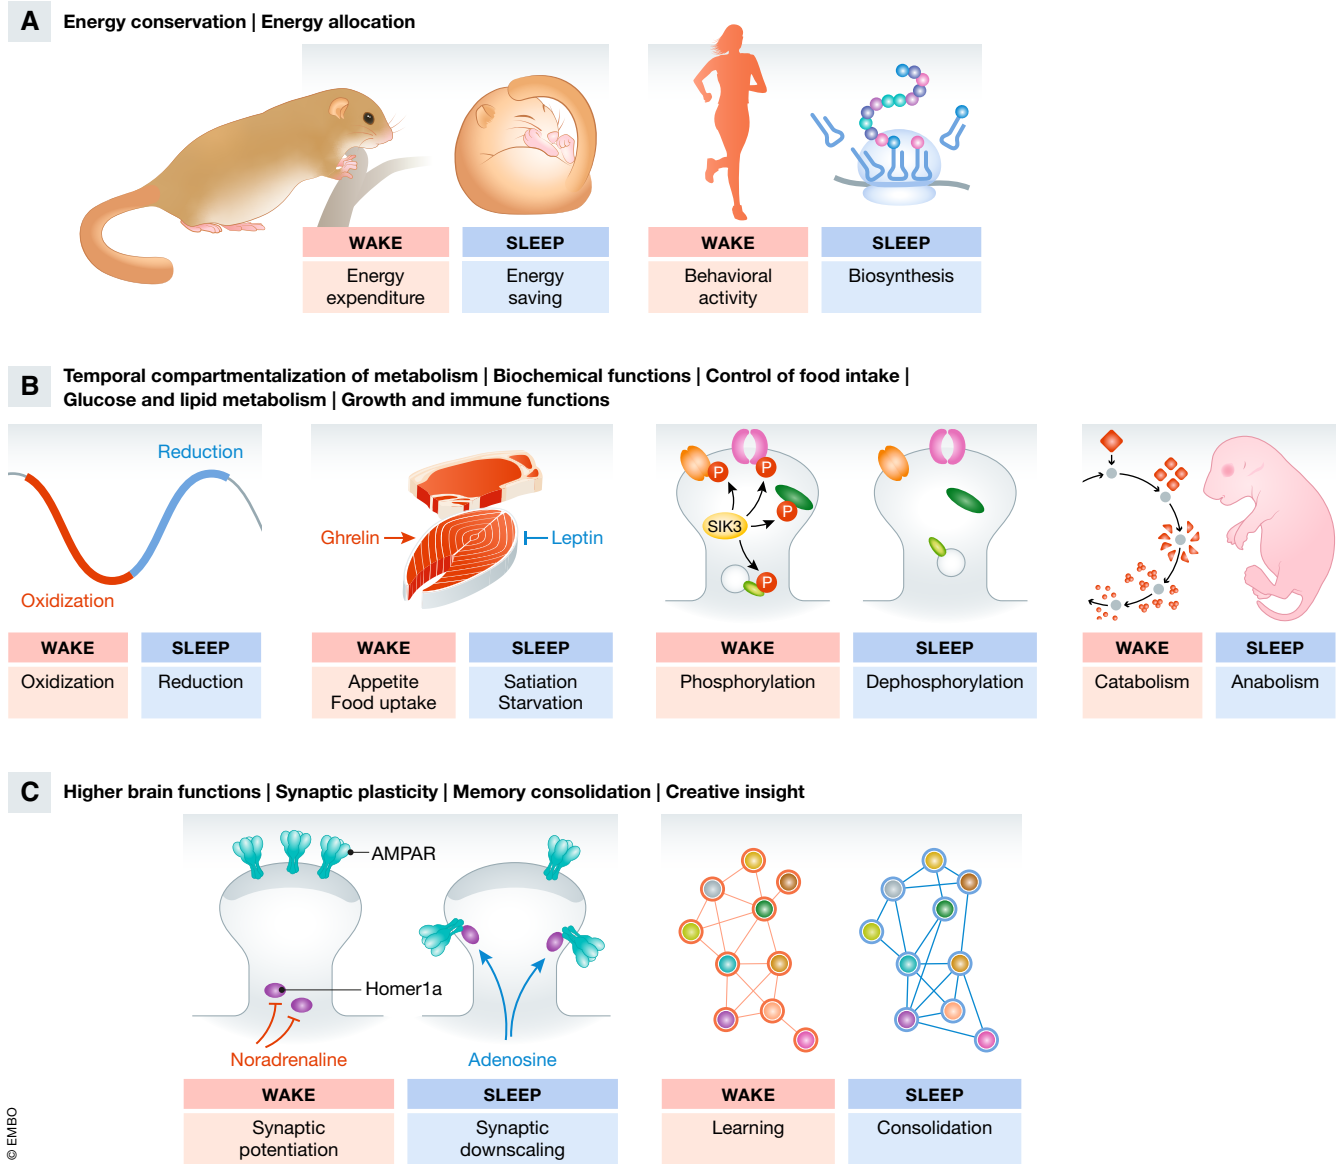 A
Energy conservation | Energy allocation
WAKE
SLEEP
WAKE
SLEEP
Energy
expenditure
Energy
saving
Behavioral
activity
Biosynthesis
B
Temporal compartmentalization of metabolism | Biochemical functions | Control of food intake |
Glucose and lipid metabolism | Growth and immune functions
Reduction
Oxidization
Ghrelin
Leptin
P
P
P
SIK3
P
WAKE
SLEEP
WAKE
SLEEP
WAKE
SLEEP
WAKE
SLEEP
Oxidization
Reduction
Appetite
Food uptake
Satiation
Starvation
Phosphorylation
Dephosphorylation
Catabolism
Anabolism
C
Higher brain functions | Synaptic plasticity | Memory consolidation | Creative insight
AMPAR
Homer1a
Noradrenaline
Adenosine
WAKE
SLEEP
WAKE
SLEEP
Synaptic
potentiation
Synaptic
downscaling
Learning
Consolidation
© EMBO